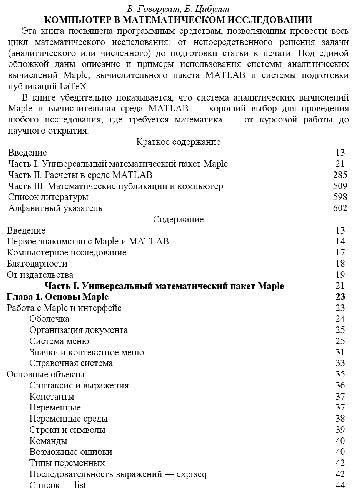 В. Говорухин, Б. Цибулин
КОМПЬЮТЕР В МАТЕМАТИЧЕСКОМ ИССЛЕДОВАНИИ
Эта книга посвящена программным средствам, позволяющим провести весь
цикл математического исследования: от непосредственного решения задачи
(аналитического или численного) до подготовки статьи к печати. Под единой
обложкой даны описание и примеры использования системы аналитических
вычислений Maple, вычислительного пакета MATLAB и системы подготовки
публикаций LaTeX.
В книге убедительно показывается, что система аналитических вычислений
Maple и вычислительная среда MATLAB — хороший выбор для проведения
любого исследования, где требуется математика — от курсовой работы до
научного открытия.
Краткое содержание
Введение 13
Часть I. Универсальный математический пакет Maple 21
Часть II. Расчеты в среде MATLAB 285
Часть III. Математические публикации и компьютер 509
Список литературы 598
Алфавитный указатель 602
Содержание
Введение 13
Первое знакомство с Maple и MATLAB 14
Компьютерное исследование 17
Благодарности 18
От издательства 19
Часть I. Универсальный математический пакет Maple 21
Глава 1. Основы Maple 23
Работа с Maple и интерфейс 23
Оболочка 24
Организация документа 25
Система меню 25
Значки и контекстное меню 31
Справочная система 33
Основные объекты 35
Синтаксис и выражения 36
Константы 37
Переменные 37
Переменные среды 38
Строки и символы 39
Команды 40
Возможные ошибки 40
Типы переменных 42
Последовательность выражений — exprseq 42
Список — list 44